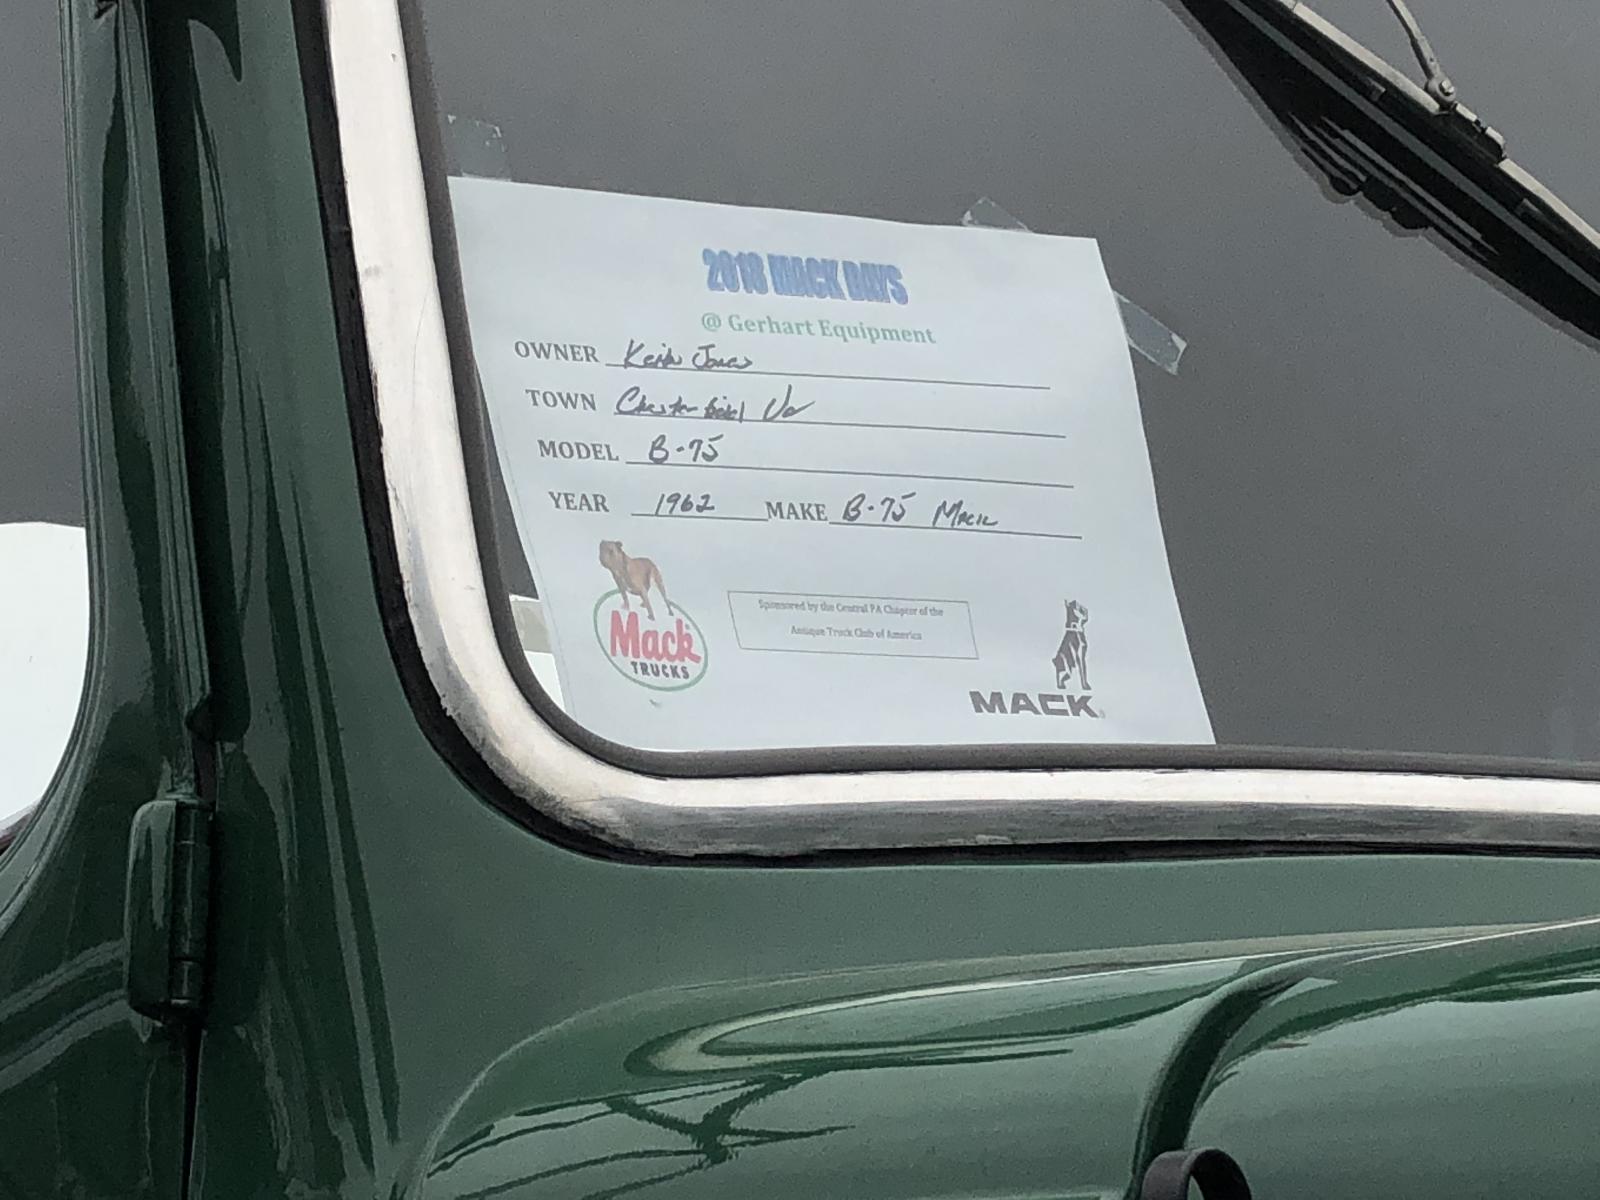 2018 MACK DAYS
@ Gerhart Equipment
OWNER Keith Jones
TOWN Chesterfield Va
MODEL B-75
YEAR 1962 MAKE B-75 Mack
Mack
TRUCKS
Sponsored by the Central PA Chapter of the
Antique Truck Club of America
MACK